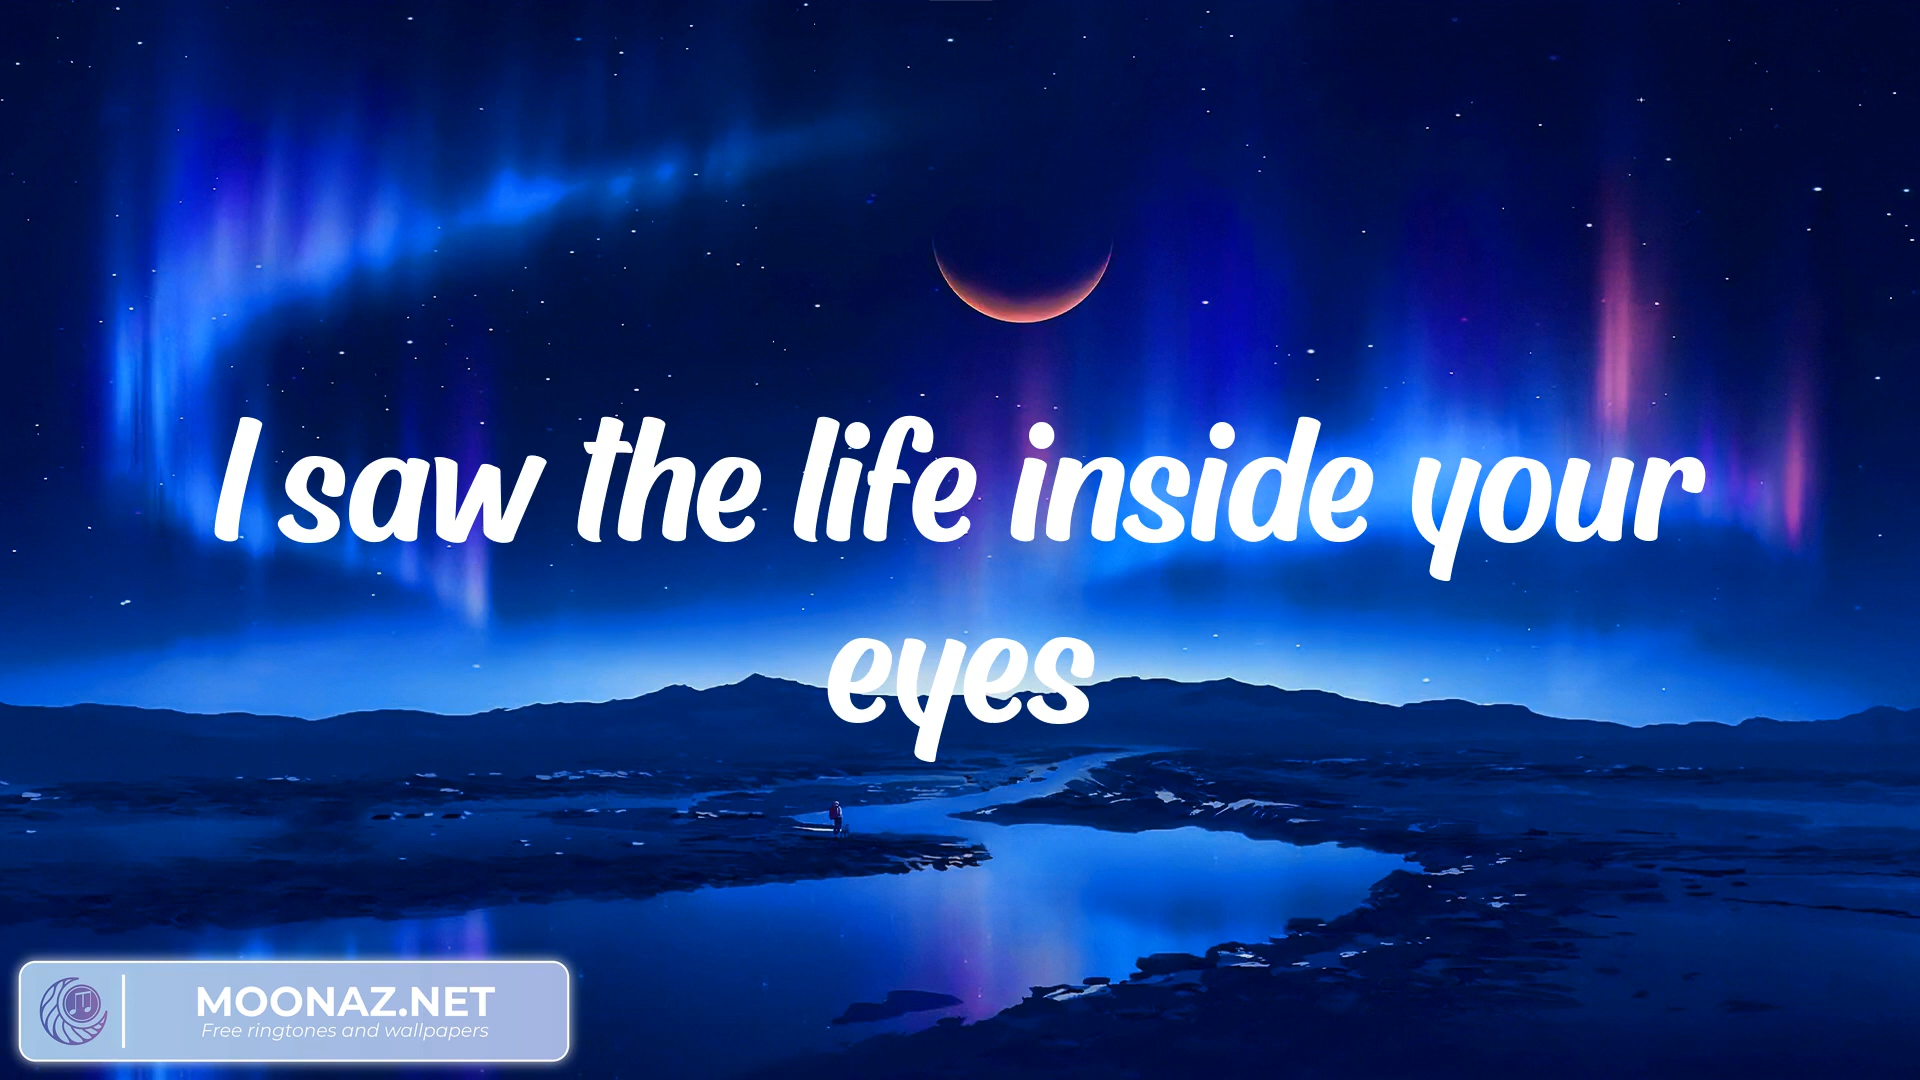 I saw the life inside your
eyes
MOONAZ.NET
Free ringtones and wallpapers